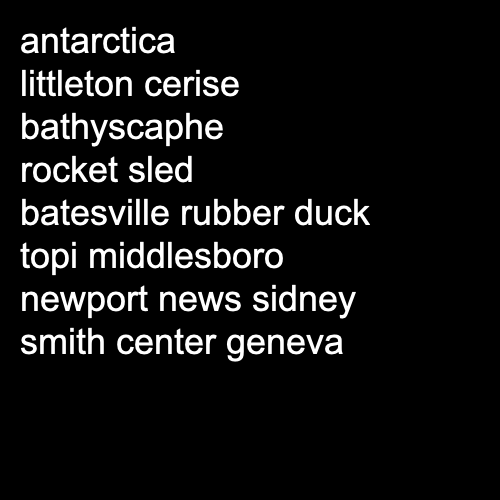 antarctica
littleton cerise
bathyscaphe
rocket sled
batesville rubber duck
topi middlesboro
newport news sidney
smith center geneva